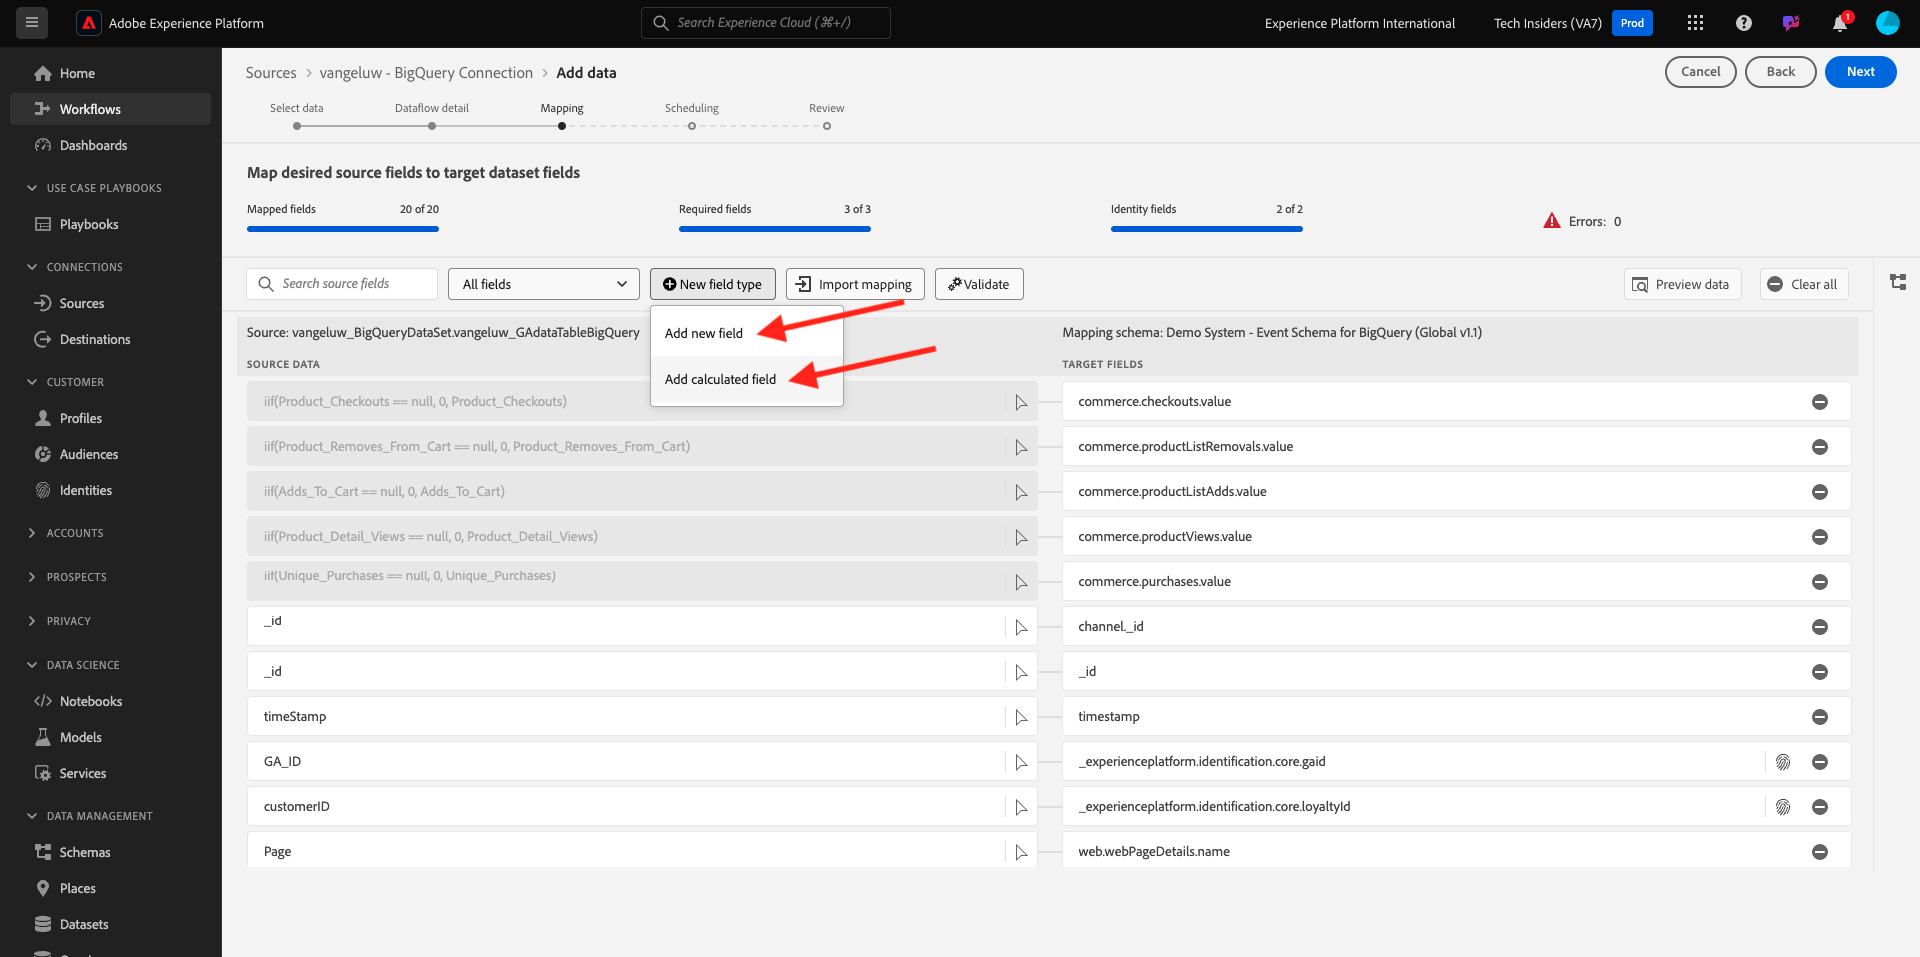 Adobe Experience Platform
Search Experience Cloud (⌘+/)
Experience Platform International
Tech Insiders (VA7)
Prod
1
Home
Workflows
Dashboards
USE CASE PLAYBOOKS
Playbooks
CONNECTIONS
Sources
Destinations
CUSTOMER
Profiles
Audiences
Identities
ACCOUNTS
PROSPECTS
PRIVACY
DATA SCIENCE
Notebooks
Models
Services
DATA MANAGEMENT
Schemas
Places
Datasets
Sources > vangeluw - BigQuery Connection > Add data
Cancel
Back
Next
Select data
Dataflow detail
Mapping
Scheduling
Review
Map desired source fields to target dataset fields
Mapped fields 20 of 20
Required fields 3 of 3
Identity fields 2 of 2
Errors: 0
Search source fields
All fields
New field type
Import mapping
Validate
Preview data
Clear all
Add new field
Add calculated field
Source: vangeluw_BigQueryDataSet.vangeluw_GAdataTableBigQuery
Mapping schema: Demo System - Event Schema for BigQuery (Global v1.1)
SOURCE DATA
TARGET FIELDS
iif(Product_Checkouts == null, 0, Product_Checkouts)
commerce.checkouts.value
iif(Product_Removes_From_Cart == null, 0, Product_Removes_From_Cart)
commerce.productListRemovals.value
iif(Adds_To_Cart == null, 0, Adds_To_Cart)
commerce.productListAdds.value
iif(Product_Detail_Views == null, 0, Product_Detail_Views)
commerce.productViews.value
iif(Unique_Purchases == null, 0, Unique_Purchases)
commerce.purchases.value
_id
channel._id
_id
_id
timeStamp
timestamp
GA_ID
_experienceplatform.identification.core.gaid
customerID
_experienceplatform.identification.core.loyaltyId
Page
web.webPageDetails.name